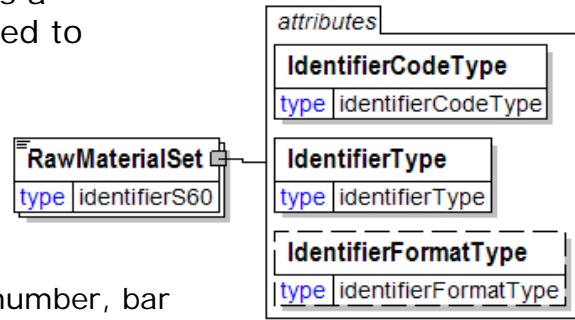 s a
ed to
attributes
IdentifierCodeType
type identifierCodeType
RawMaterialSet
type identifierS60
IdentifierType
type identifierType
IdentifierFormatType
type identifierFormatType
number, bar